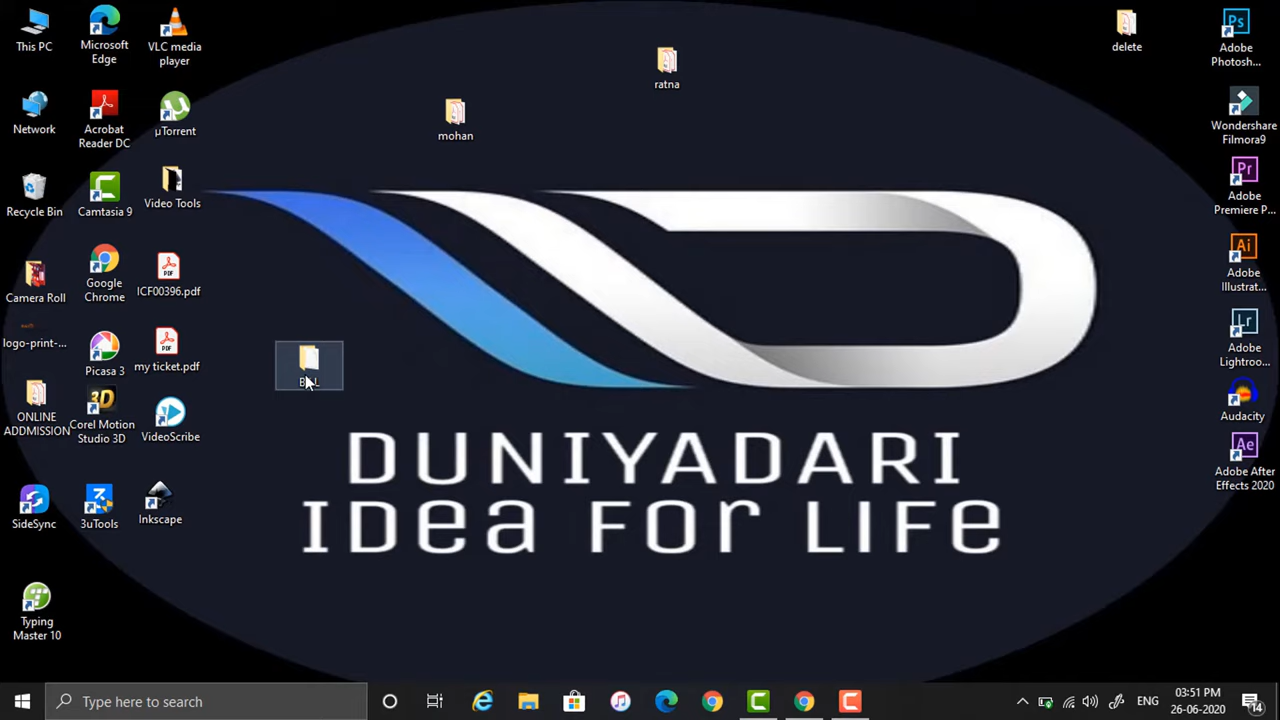 This PC
Microsoft
Edge
VLC media
player
ratna
delete
Adobe
Photosh...
Network
Acrobat
Reader DC
µTorrent
mohan
Wondershare
Filmora9
Recycle Bin
Camtasia 9
Video Tools
Adobe
Premiere P...
Camera Roll
Google
Chrome
ICF00396.pdf
Adobe
Illustrat...
logo-print-...
Picasa 3
my ticket.pdf
Adobe
Lightroo...
ONLINE
ADDMISSION
Corel Motion
Studio 3D
VideoScribe
Audacity
DUNIYADARI
IDea FOR LIFe
SideSync
3uTools
Inkscape
Adobe After
Effects 2020
Typing
Master 10
Type here to search
ENG
03:51 PM
26-06-2020
14